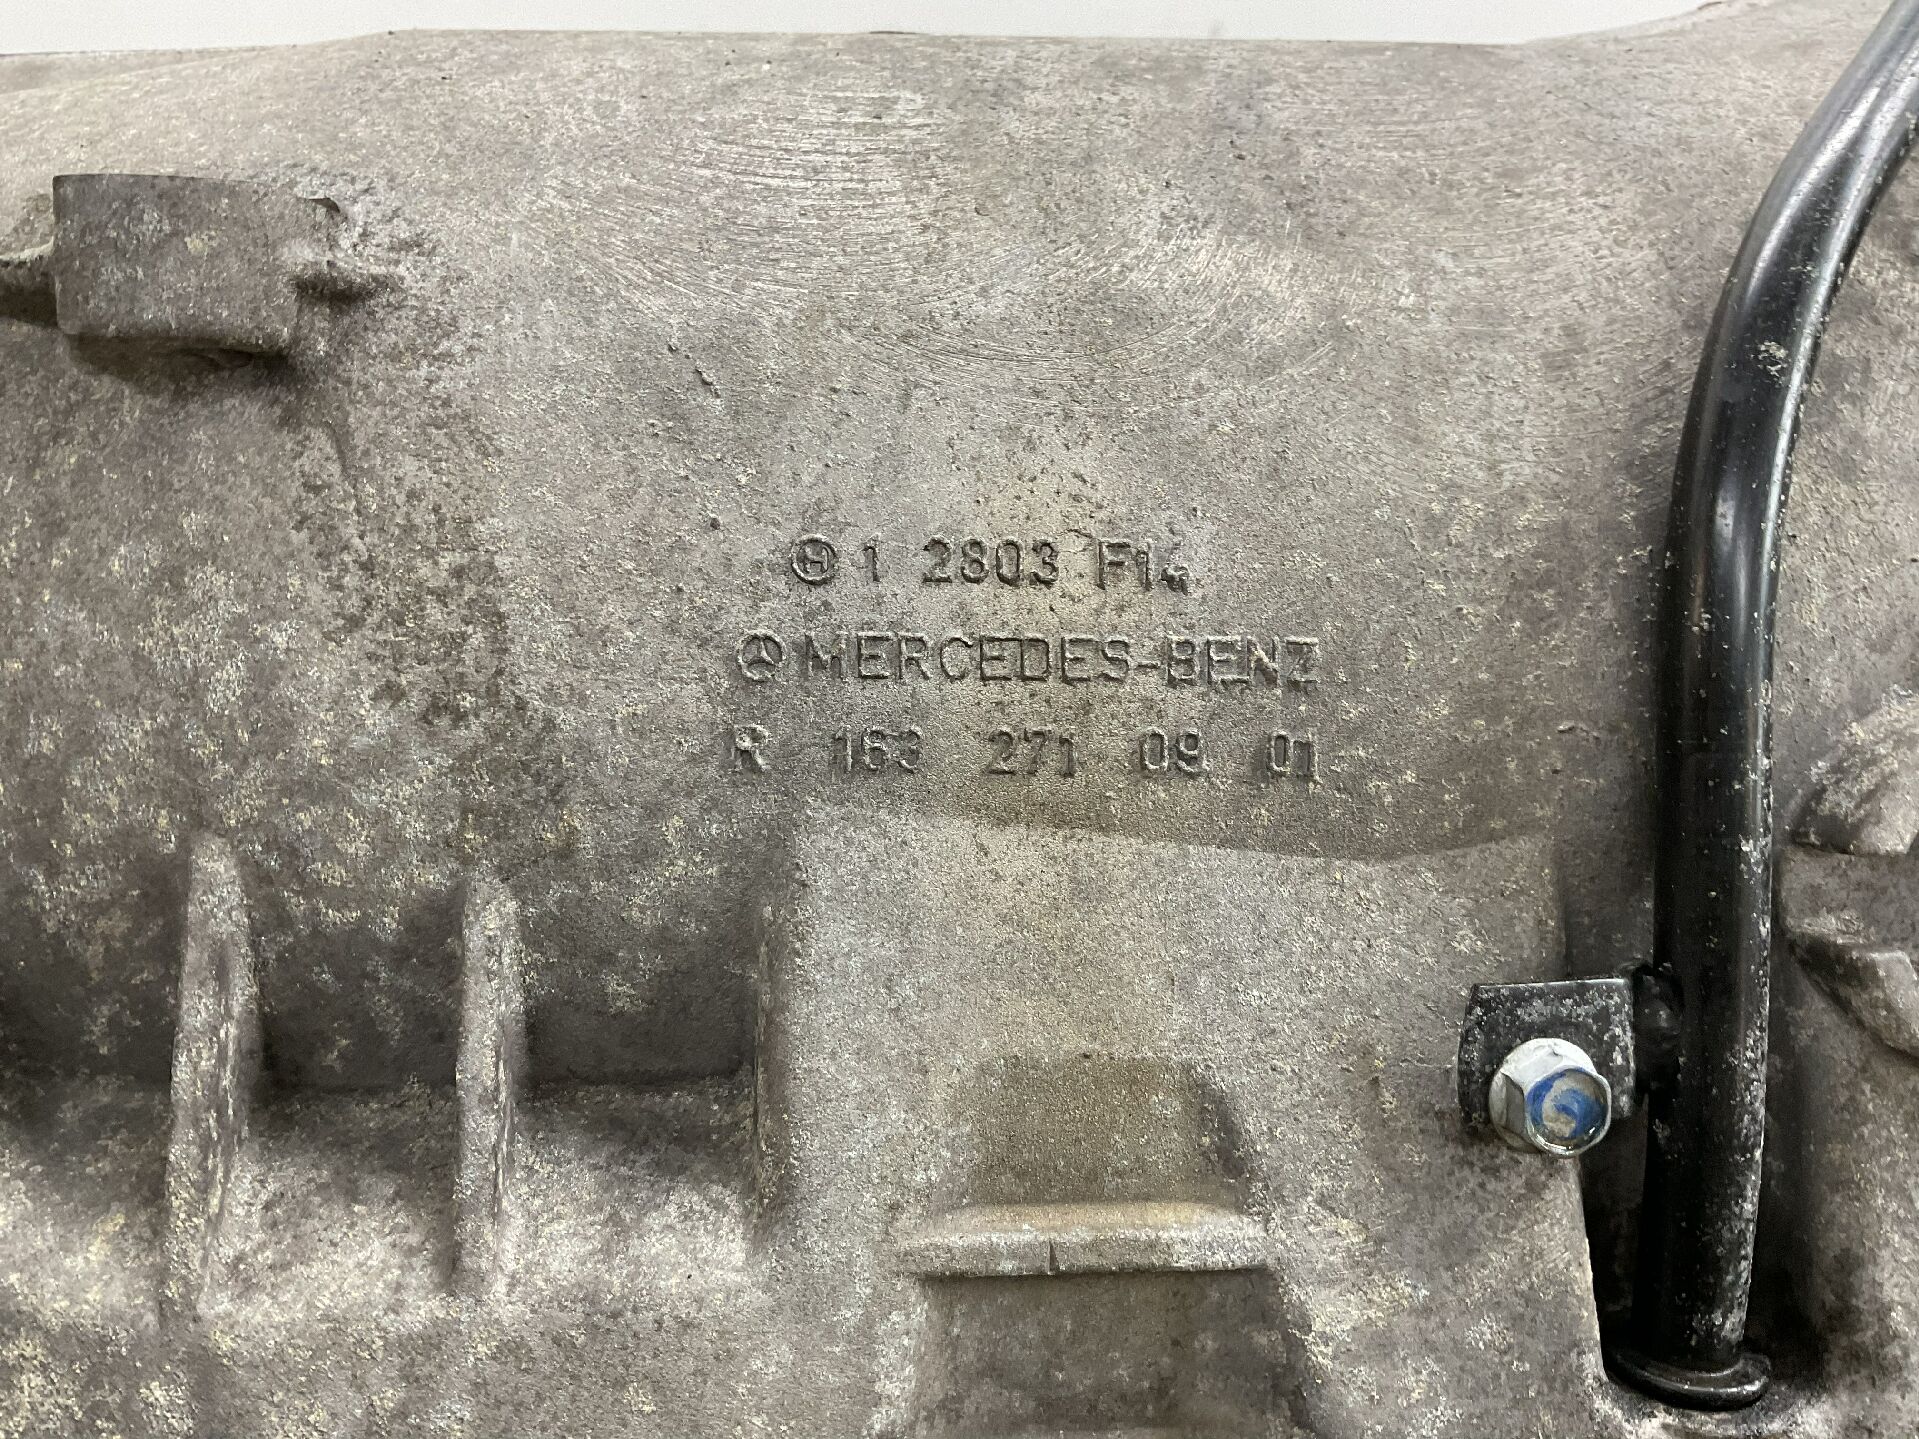 1 2803 F14
MERCEDES-BENZ
R 163 271 09 01